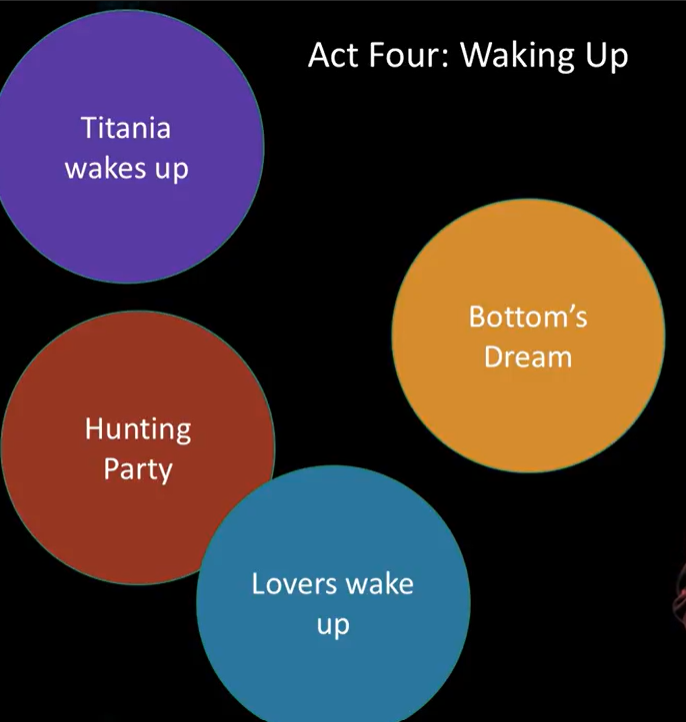 Act Four: Waking Up
Titania
wakes up
Bottom’s
Dream
Hunting
Party
Lovers wake
up